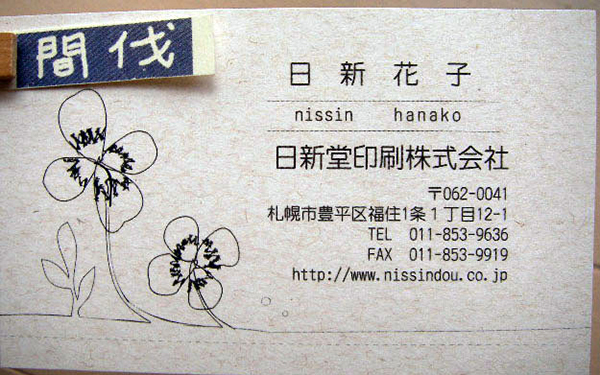 間伐
日新花子
nissin hanako
日新堂印刷株式会社
〒062-0041
札幌市豊平区福住1条1丁目12-1
TEL 011-853-9636
FAX 011-853-9919
http://www.nissindou.co.jp